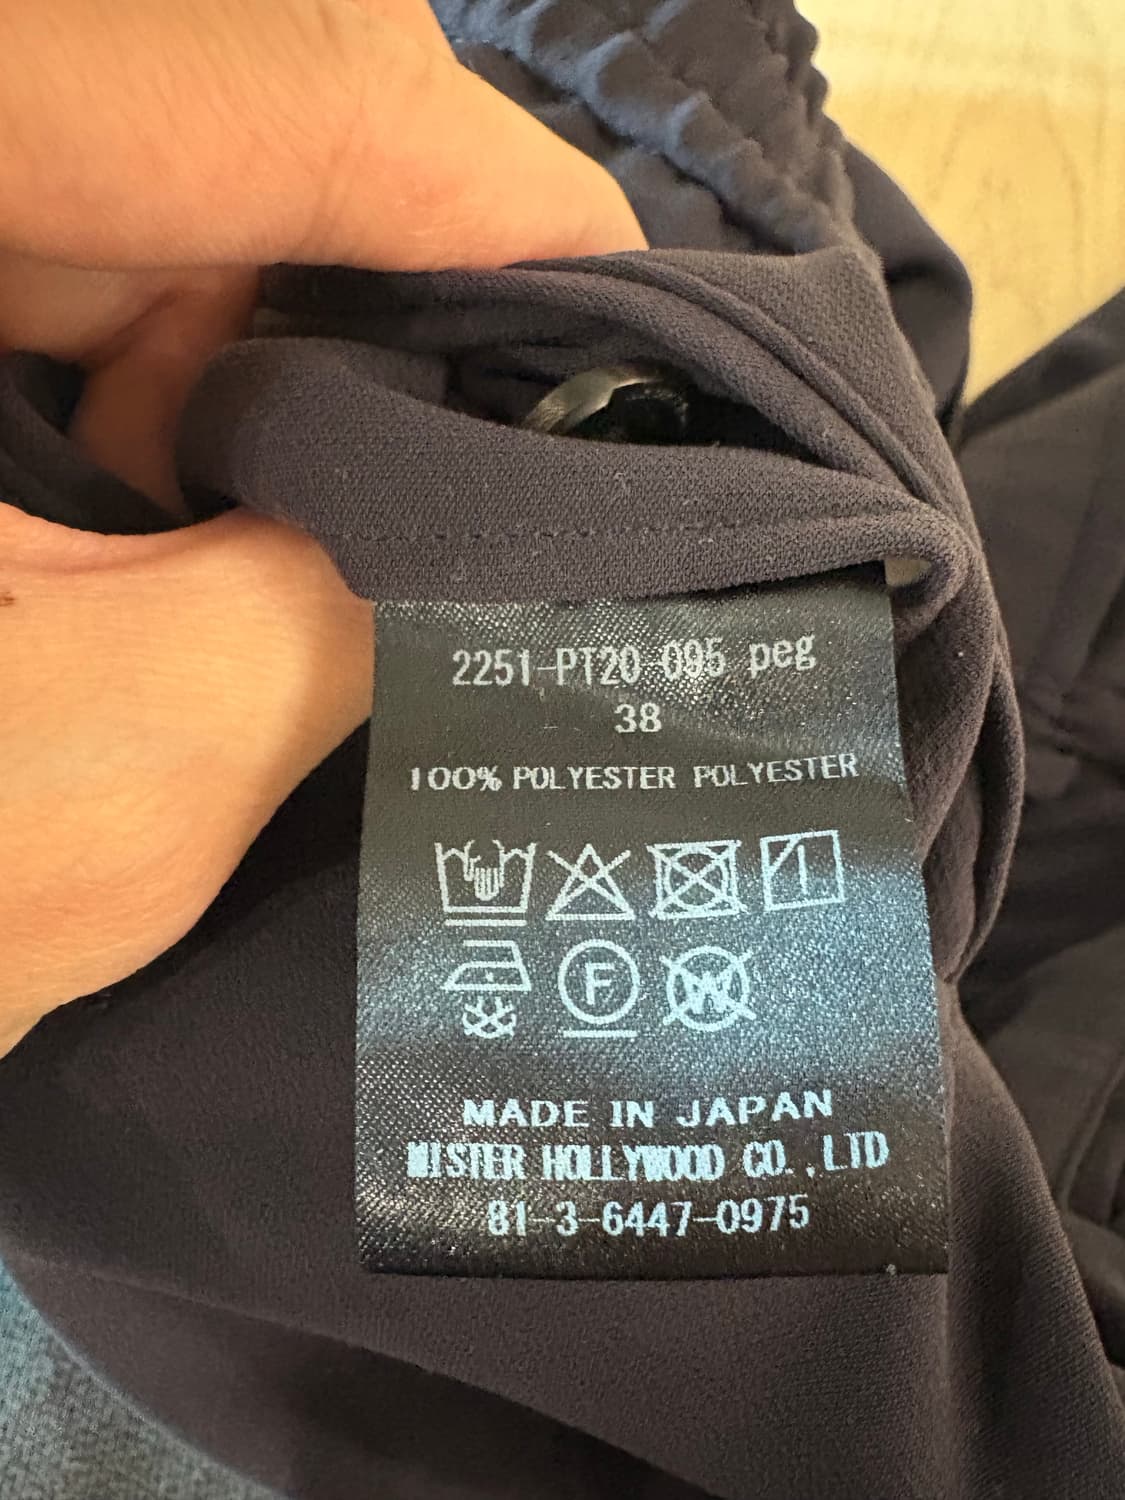 2251-PT20-095 peg
38
100% POLYESTER POLYESTER
F W
MADE IN JAPAN
MISTER HOLLYWOOD CO.,LTD
81-3-6447-0975